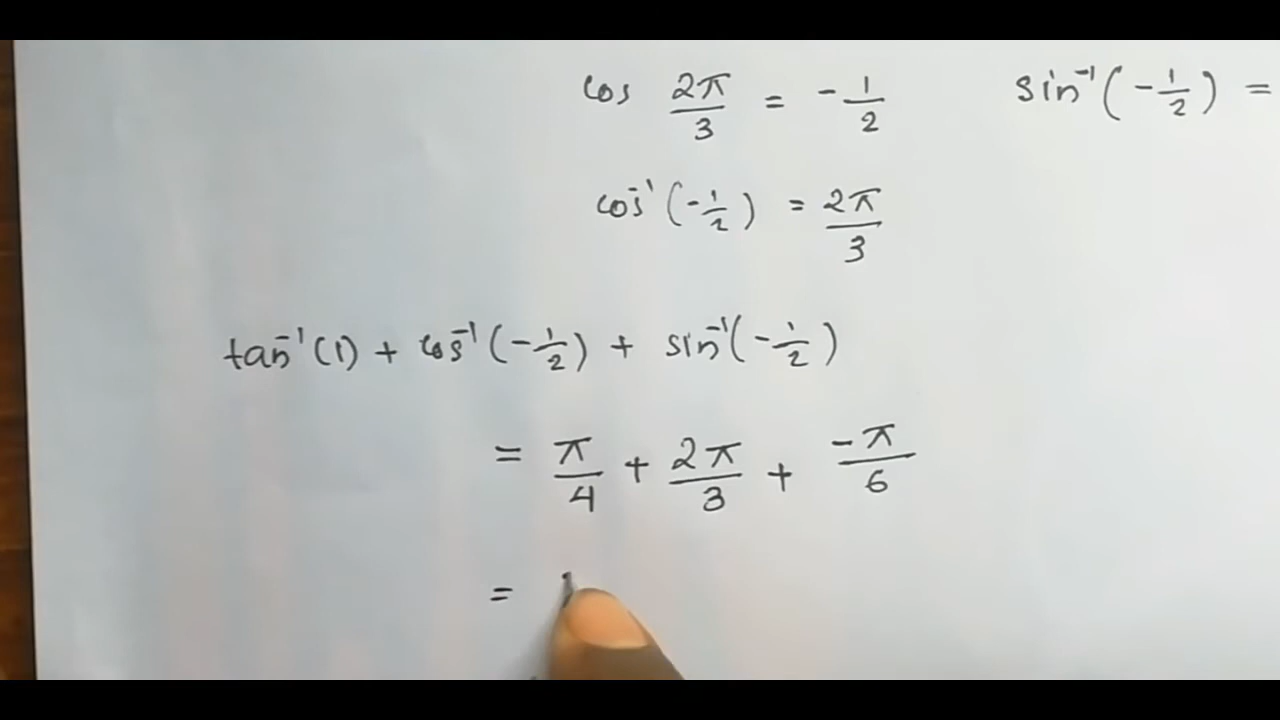 cos 2π/3 = -1/2 sin⁻¹(-1/2) =
cos⁻¹(-1/2) = 2π/3
tan⁻¹(1) + cos⁻¹(-1/2) + sin⁻¹(-1/2)
= π/4 + 2π/3 + -π/6
=